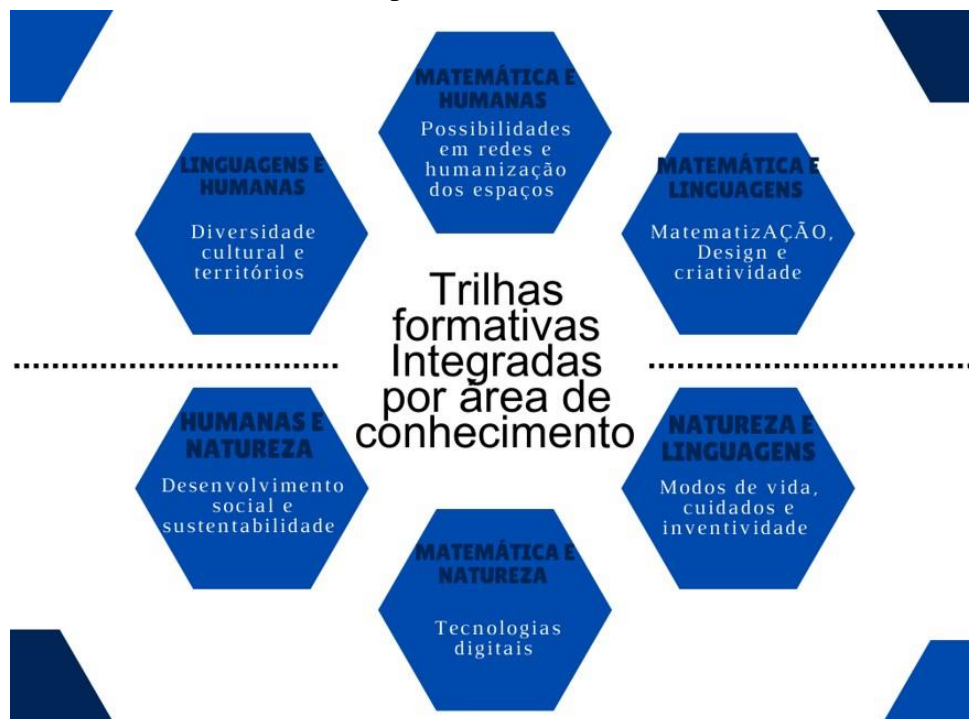 MATEMÁTICA E
HUMANAS
Possibilidades
em redes e
humanização
dos espaços
LINGUAGENS E
HUMANAS
Diversidade
cultural e
territórios
MATEMÁTICA E
LINGUAGENS
MatematizAÇÃO,
Design e
criatividade
Trilhas
formativas
Integradas
por área de
conhecimento
HUMANAS E
NATUREZA
Desenvolvimento
social e
sustentabilidade
NATUREZA E
LINGUAGENS
Modos de vida,
cuidados e
inventividade
MATEMÁTICA E
NATUREZA
Tecnologias
digitais